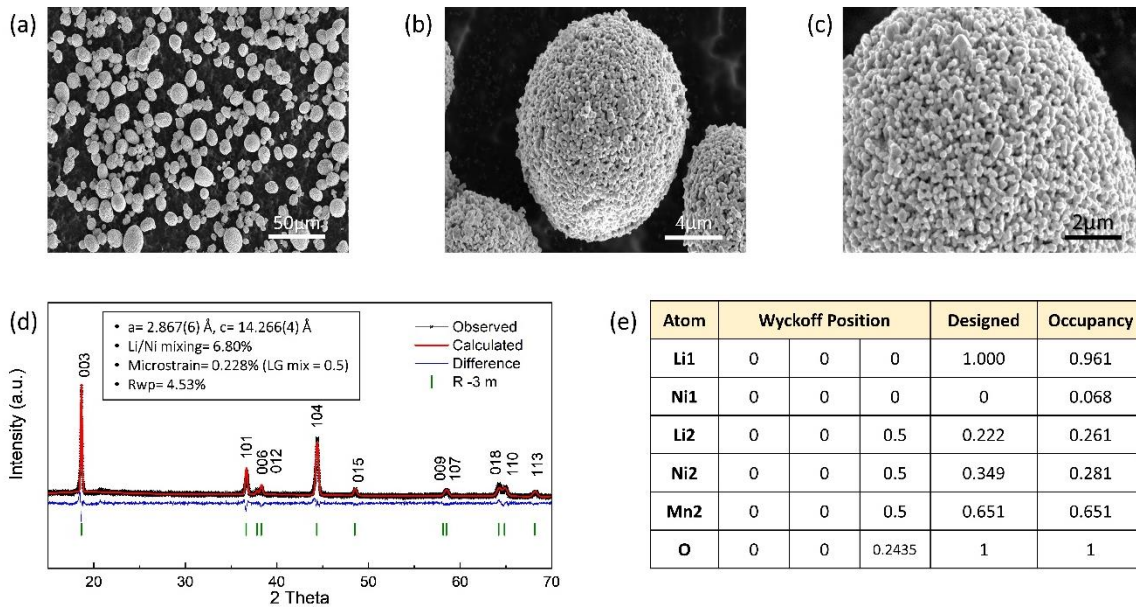 (a)
50μm
(b)
4μm
(c)
2μm
(d)
• a= 2.867(6) Å, c= 14.266(4) Å
• Li/Ni mixing= 6.80%
• Microstrain= 0.228% (LG mix = 0.5)
• Rwp= 4.53%
Observed
Calculated
Difference
R -3 m
003
101
006
012
104
015
009
107
018
110
113
Intensity (a.u.)
20 30 40 50 60 70
2 Theta
(e)
Atom Wyckoff Position Designed Occupancy
Li1 0 0 0 1.000 0.961
Ni1 0 0 0 0 0.068
Li2 0 0 0.5 0.222 0.261
Ni2 0 0 0.5 0.349 0.281
Mn2 0 0 0.5 0.651 0.651
O 0 0 0.2435 1 1